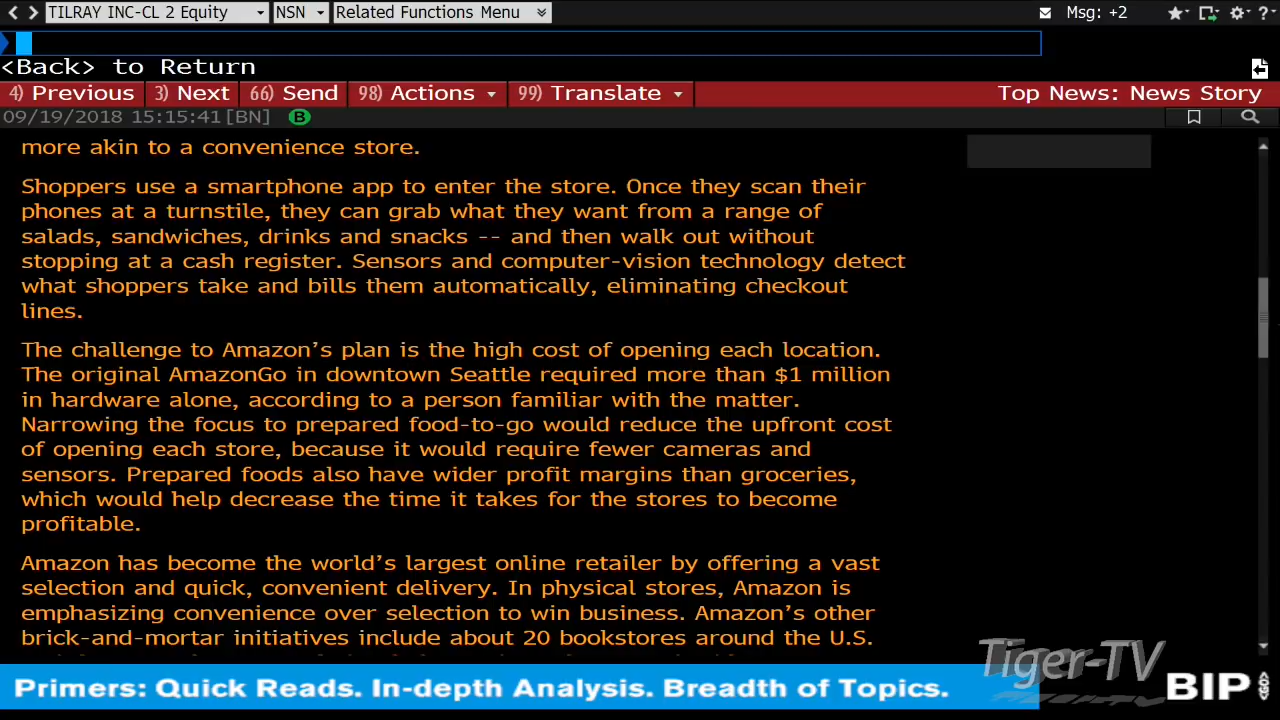 TILRAY INC-CL 2 Equity NSN Related Functions Menu Msg: +2
<Back> to Return
4) Previous 3) Next 66) Send 98) Actions 99) Translate Top News: News Story
09/19/2018 15:15:41 [BN] B
more akin to a convenience store.
Shoppers use a smartphone app to enter the store. Once they scan their
phones at a turnstile, they can grab what they want from a range of
salads, sandwiches, drinks and snacks -- and then walk out without
stopping at a cash register. Sensors and computer-vision technology detect
what shoppers take and bills them automatically, eliminating checkout
lines.
The challenge to Amazon's plan is the high cost of opening each location.
The original AmazonGo in downtown Seattle required more than $1 million
in hardware alone, according to a person familiar with the matter.
Narrowing the focus to prepared food-to-go would reduce the upfront cost
of opening each store, because it would require fewer cameras and
sensors. Prepared foods also have wider profit margins than groceries,
which would help decrease the time it takes for the stores to become
profitable.
Amazon has become the world's largest online retailer by offering a vast
selection and quick, convenient delivery. In physical stores, Amazon is
emphasizing convenience over selection to win business. Amazon's other
brick-and-mortar initiatives include about 20 bookstores around the U.S.
Tiger-TV
Primers: Quick Reads. In-depth Analysis. Breadth of Topics.
BIP GO